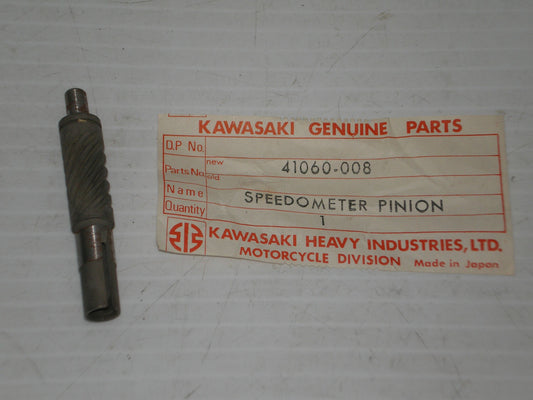 KAWASAKI GENUINE PARTS
D.P No.
Parts No. new 41060-008
old
Name SPEEDOMETER PINION
Quantity 1
KAWASAKI HEAVY INDUSTRIES, LTD.
MOTORCYCLE DIVISION Made in Japan